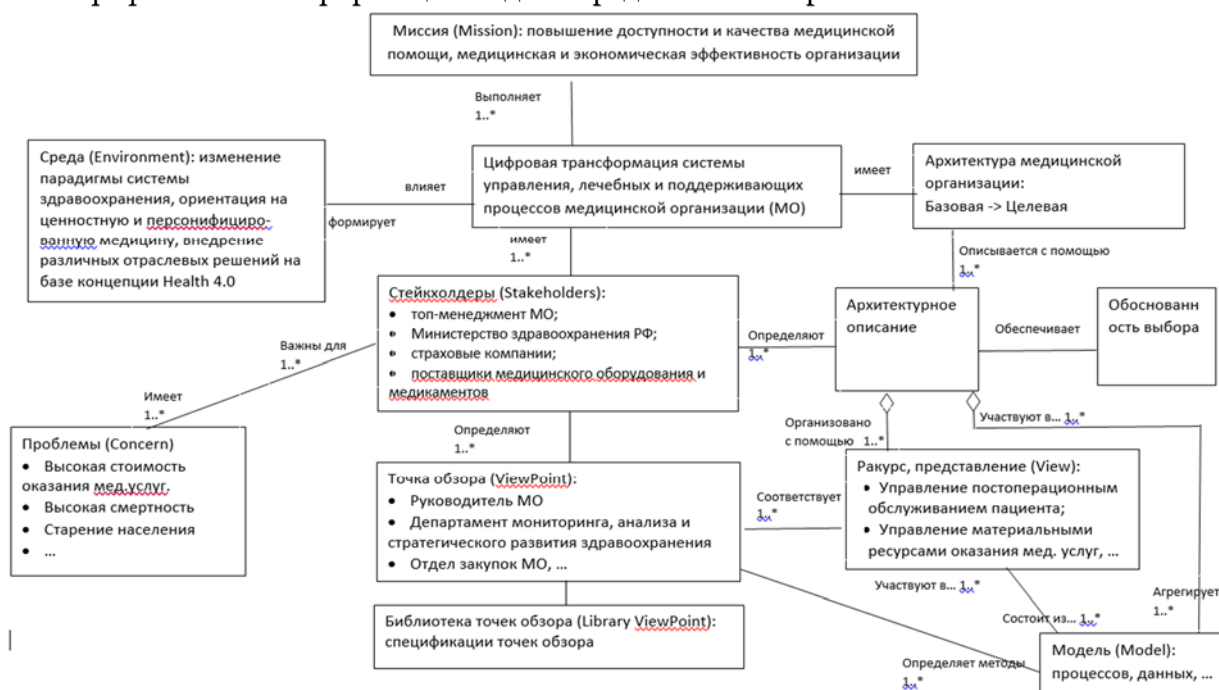 Миссия (Mission): повышение доступности и качества медицинской
помощи, медицинская и экономическая эффективность организации
Выполняет
1..*
Среда (Environment): изменение
парадигмы системы
здравоохранения, ориентация на
ценностную и персонифициро-
ванную медицину, внедрение
различных отраслевых решений на
базе концепции Health 4.0
влияет
формирует
Цифровая трансформация системы
управления, лечебных и поддерживающих
процессов медицинской организации (МО)
имеет
Архитектура медицинской
организации:
Базовая -> Целевая
имеет
1..*
Описывается с помощью
1..*
Стейкхолдеры (Stakeholders):
• топ-менеджмент МО;
• Министерство здравоохранения РФ;
• страховые компании;
• поставщики медицинского оборудования и
медикаментов
Определяют
1..*
Архитектурное
описание
Обеспечивает
Обоснованн
ость выбора
Важны для
1..*
Имеет
1..*
Проблемы (Concern)
• Высокая стоимость
оказания мед.услуг.
• Высокая смертность
• Старение населения
• ...
Определяют
1..*
Организовано
с помощью 1..*
Участвуют в... 1..*
Точка обзора (ViewPoint):
• Руководитель МО
• Департамент мониторинга, анализа и
стратегического развития здравоохранения
• Отдел закупок МО, ...
Соответствует
1..*
Ракурс, представление (View):
• Управление постоперационным
обслуживанием пациента;
• Управление материальными
ресурсами оказания мед. услуг, ...
Участвуют в... 1..*
Состоит из... 1..*
Агрегирует
1..*
Библиотека точек обзора (Library ViewPoint):
спецификации точек обзора
Определяет методы
1..*
Модель (Model):
процессов, данных, ...